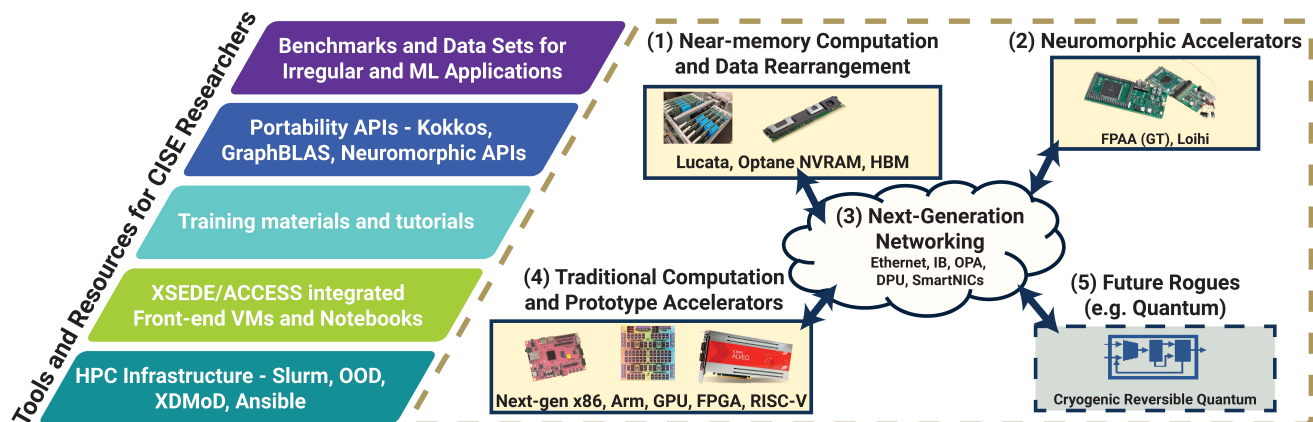 Tools and Resources for CISE Researchers
Benchmarks and Data Sets for
Irregular and ML Applications
Portability APIs - Kokkos,
GraphBLAS, Neuromorphic APIs
Training materials and tutorials
XSEDE/ACCESS integrated
Front-end VMs and Notebooks
HPC Infrastructure - Slurm, OOD,
XDMoD, Ansible
(1) Near-memory Computation
and Data Rearrangement
Lucata, Optane NVRAM, HBM
(2) Neuromorphic Accelerators
FPAA (GT), Loihi
(3) Next-Generation
Networking
Ethernet, IB, OPA,
DPU, SmartNICs
(4) Traditional Computation
and Prototype Accelerators
ALVEO
Next-gen x86, Arm, GPU, FPGA, RISC-V
(5) Future Rogues
(e.g. Quantum)
Cryogenic Reversible Quantum